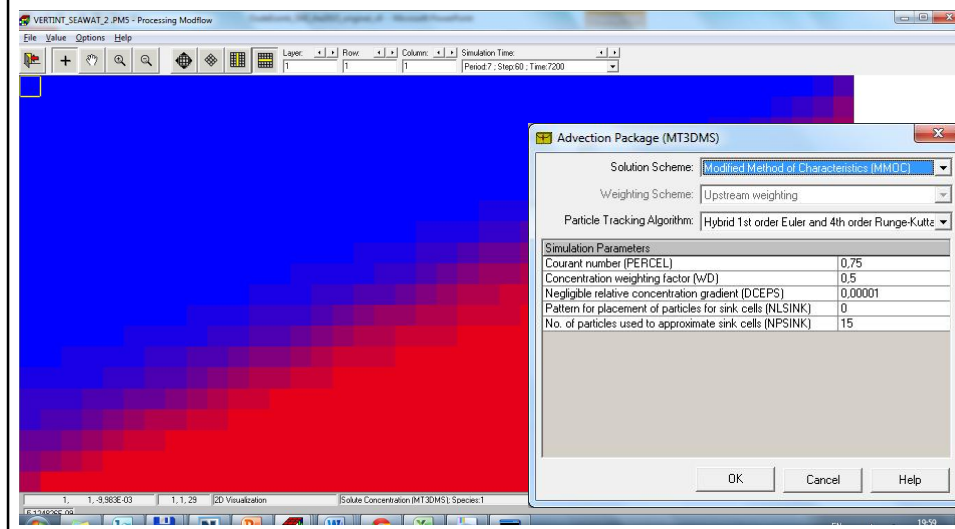 VERTINT_SEAWAT_2 .PM5 - Processing Modflow
File Value Options Help
Layer: Row: Column: Simulation Time:
1 1 1 Period:7 ; Step:60 ; Time:7200
Advection Package (MT3DMS)
Solution Scheme: Modified Method of Characteristics (MMOC)
Weighting Scheme: Upstream weighting
Particle Tracking Algorithm: Hybrid 1st order Euler and 4th order Runge-Kutta
Simulation Parameters
Courant number (PERCEL) 0,75
Concentration weighting factor (WD) 0,5
Negligible relative concentration gradient (DCEPS) 0,00001
Pattern for placement of particles for sink cells (NLSINK) 0
No. of particles used to approximate sink cells (NPSINK) 15
OK Cancel Help
1, 1,-9,983E-03 1, 1, 29 2D Visualization Solute Concentration (MT3DMS); Species:1
19:59